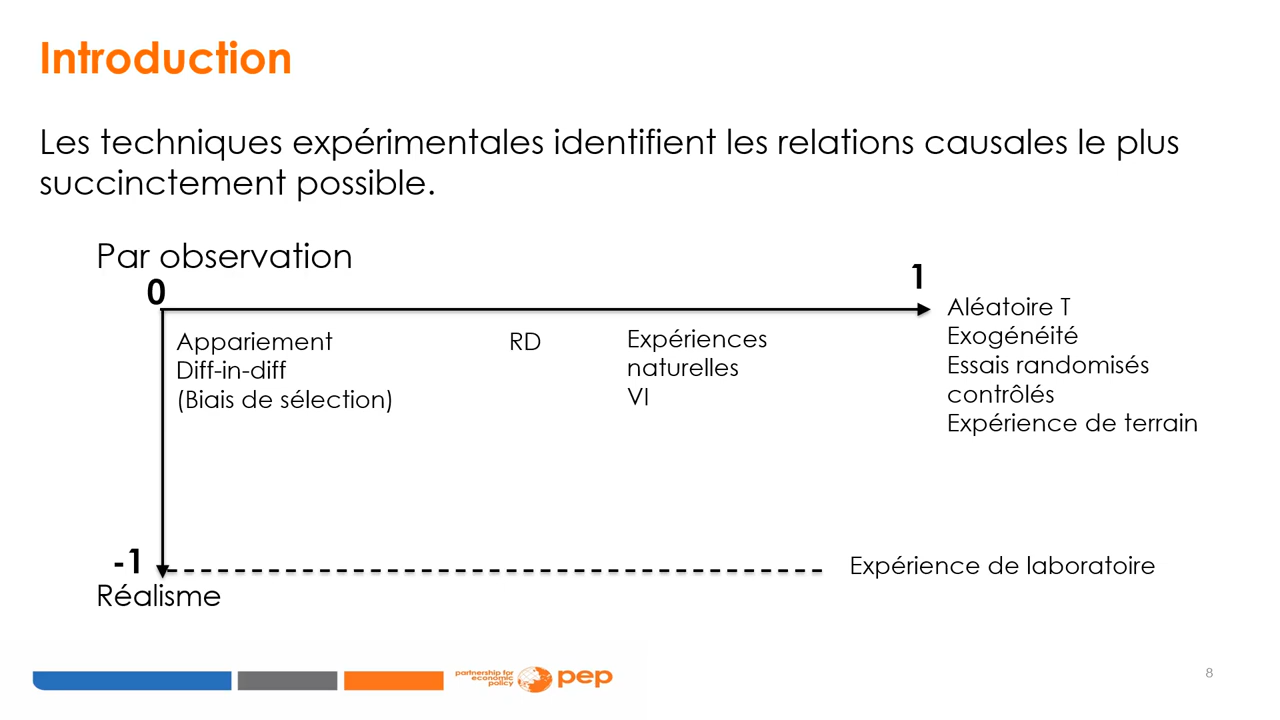 Introduction
Les techniques expérimentales identifient les relations causales le plus
succinctement possible.
Par observation
0
1
Appariement
Diff-in-diff
(Biais de sélection)
RD
Expériences
naturelles
VI
Aléatoire T
Exogénéité
Essais randomisés
contrôlés
Expérience de terrain
-1
Réalisme
Expérience de laboratoire
partnership for
economic
policy
pep
8